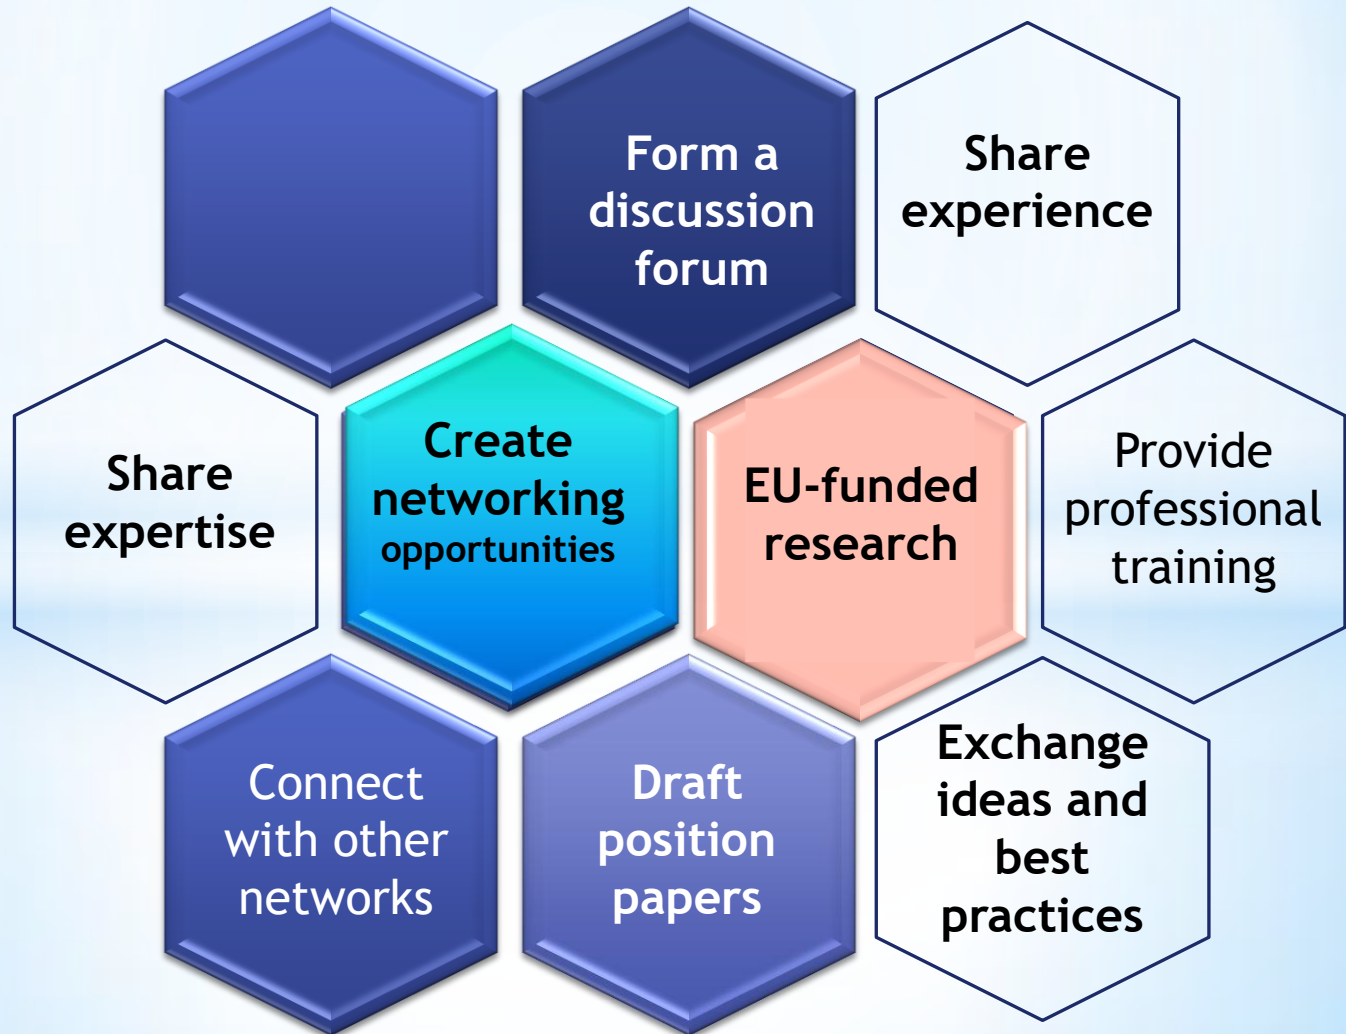 Form a
discussion
forum
Share
experience
Share
expertise
Create
networking
opportunities
EU-funded
research
Provide
professional
training
Connect
with other
networks
Draft
position
papers
Exchange
ideas and
best
practices